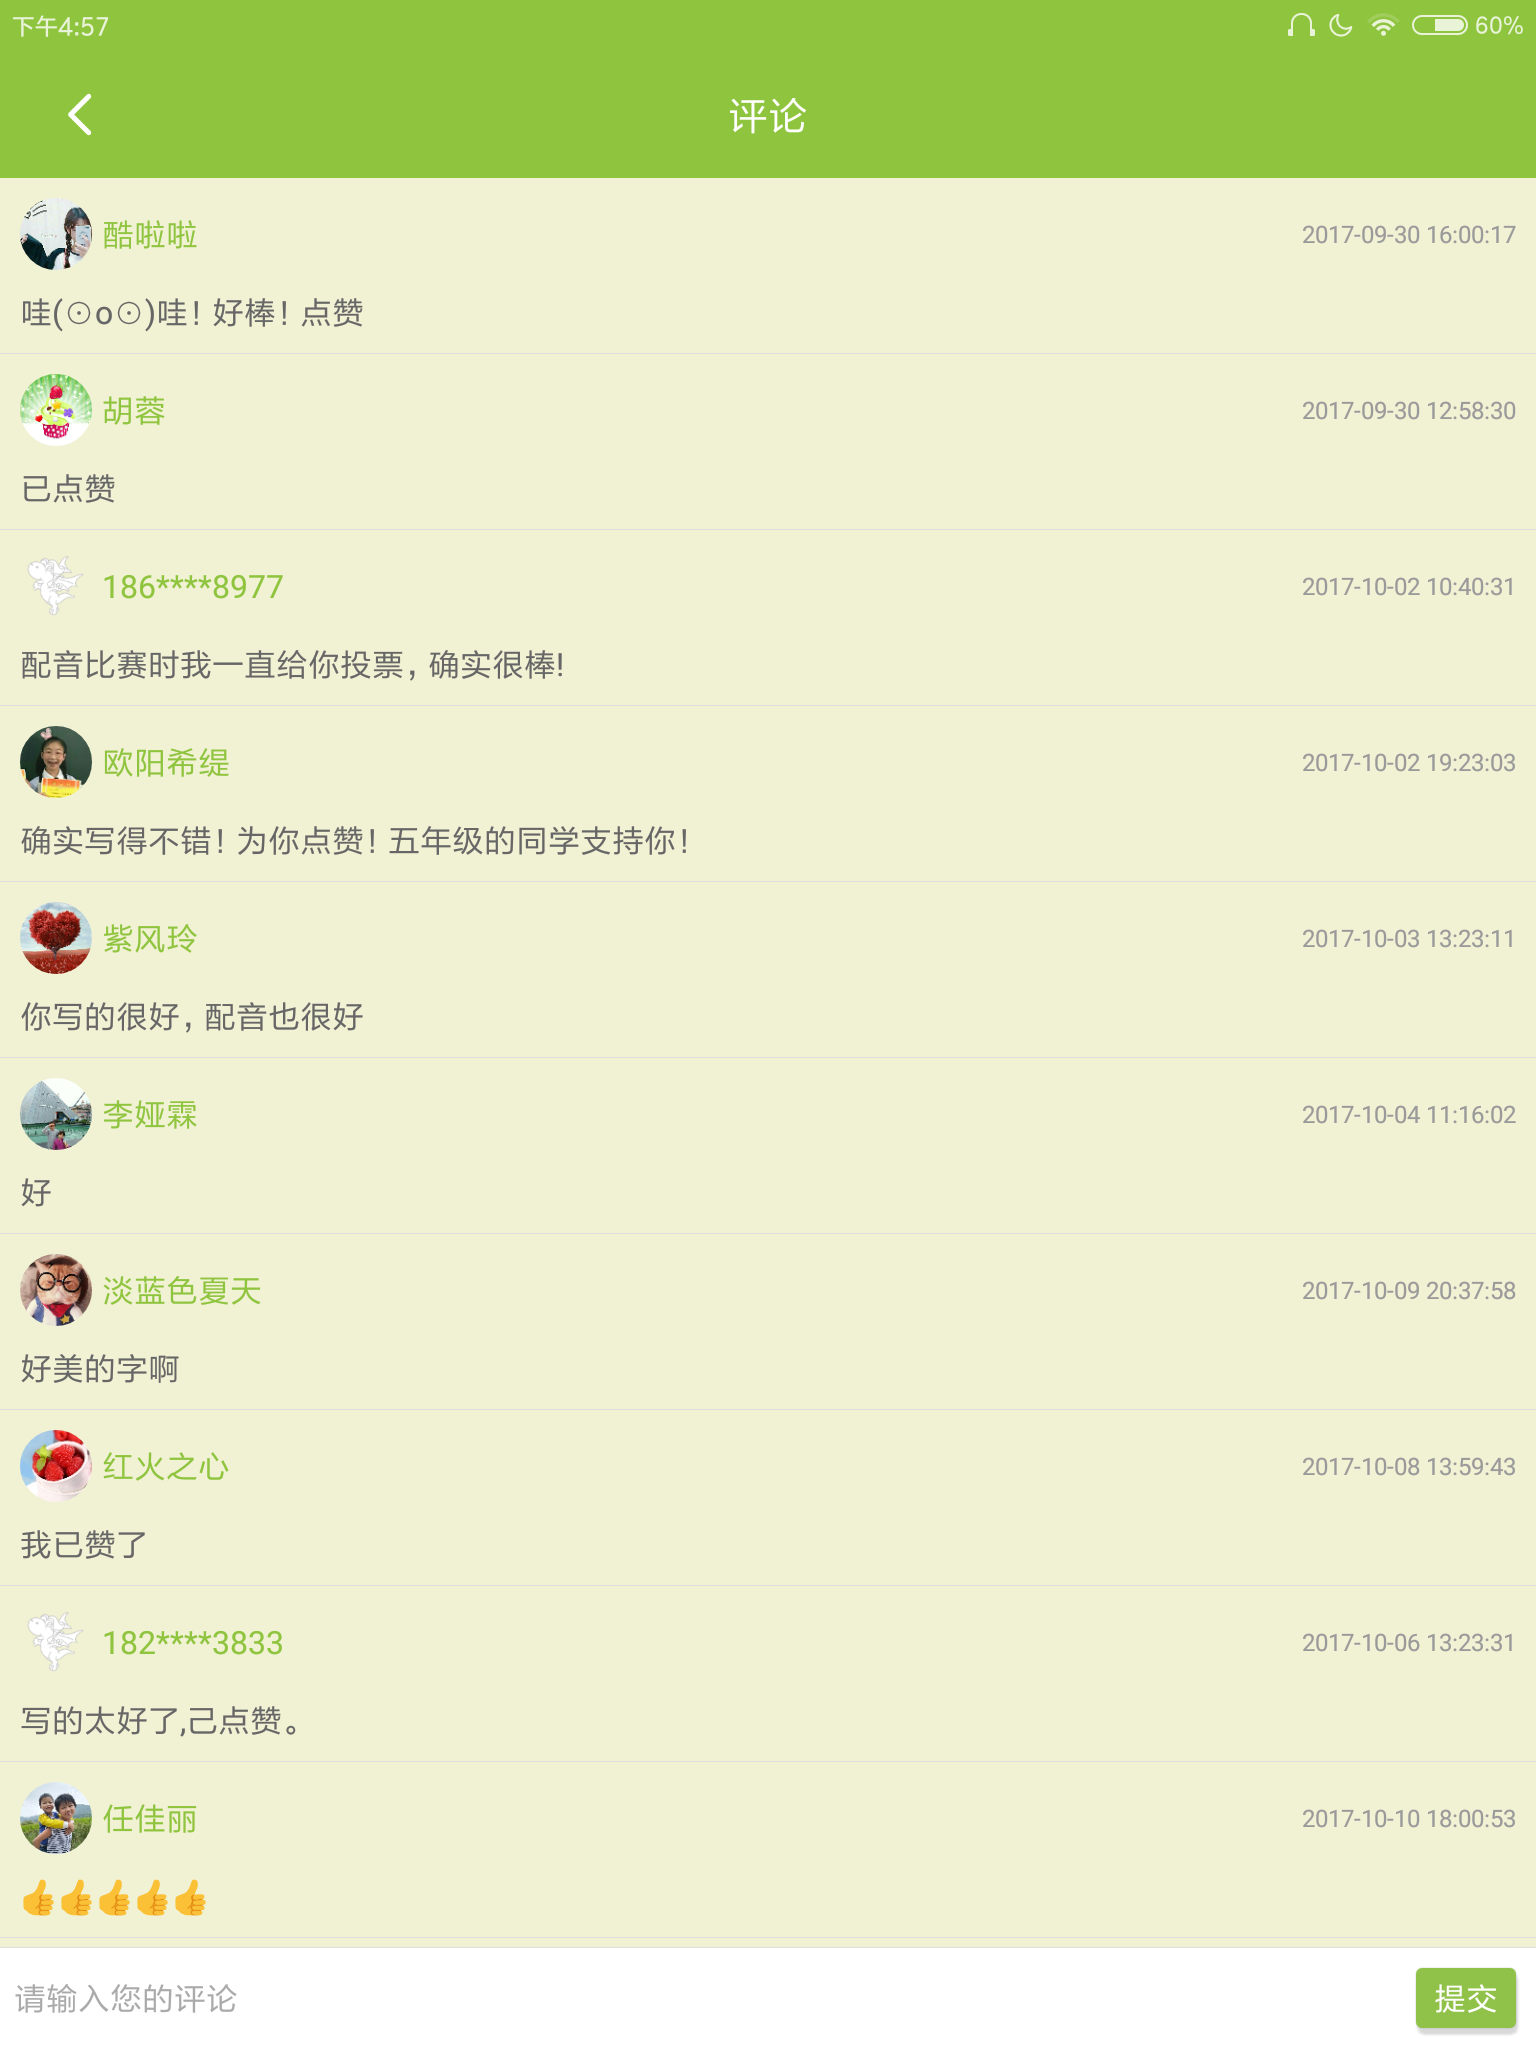 下午4:57
60%
评论
酷啦啦
2017-09-30 16:00:17
哇(⊙o⊙)哇！好棒！点赞
胡蓉
2017-09-30 12:58:30
已点赞
186****8977
2017-10-02 10:40:31
配音比赛时我一直给你投票，确实很棒!
欧阳希缇
2017-10-02 19:23:03
确实写得不错！为你点赞！五年级的同学支持你！
紫风玲
2017-10-03 13:23:11
你写的很好，配音也很好
李娅霖
2017-10-04 11:16:02
好
淡蓝色夏天
2017-10-09 20:37:58
好美的字啊
红火之心
2017-10-08 13:59:43
我已赞了
182****3833
2017-10-06 13:23:31
写的太好了,己点赞。
任佳丽
2017-10-10 18:00:53
👍👍👍👍👍
请输入您的评论
提交